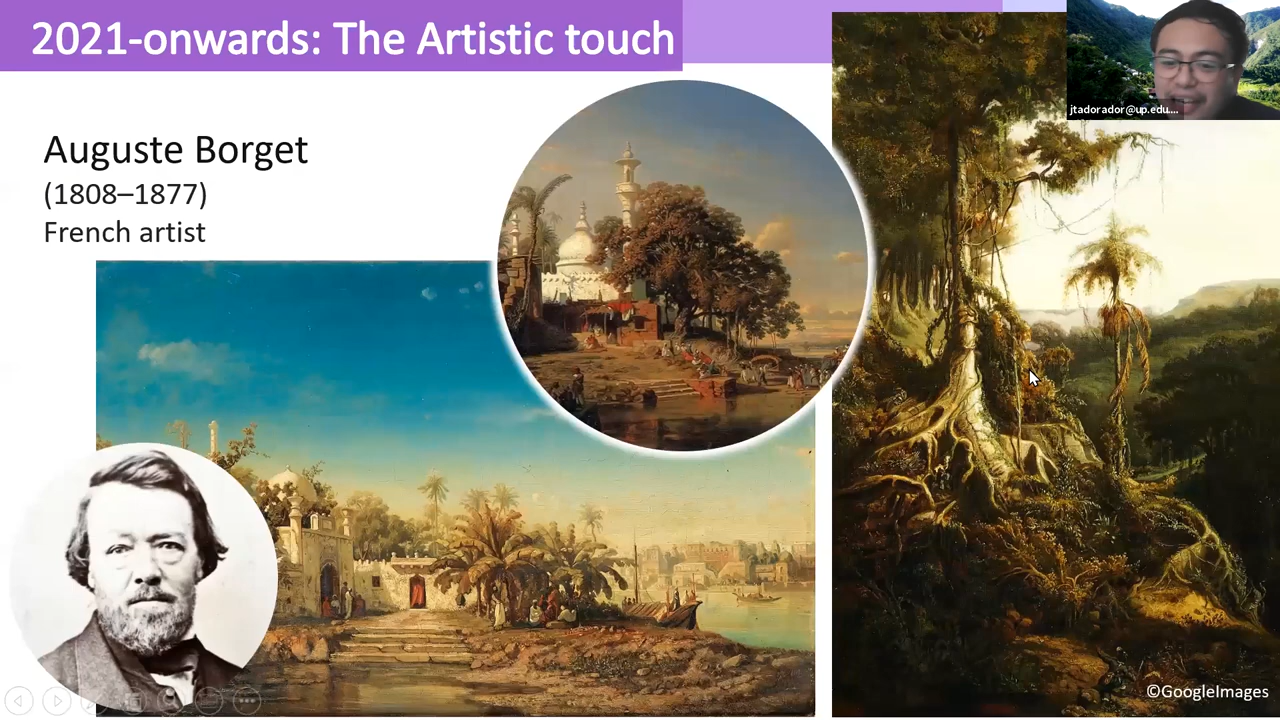 2021-onwards: The Artistic touch
jtadorador@up.edu....
Auguste Borget
(1808–1877)
French artist
©GoogleImages